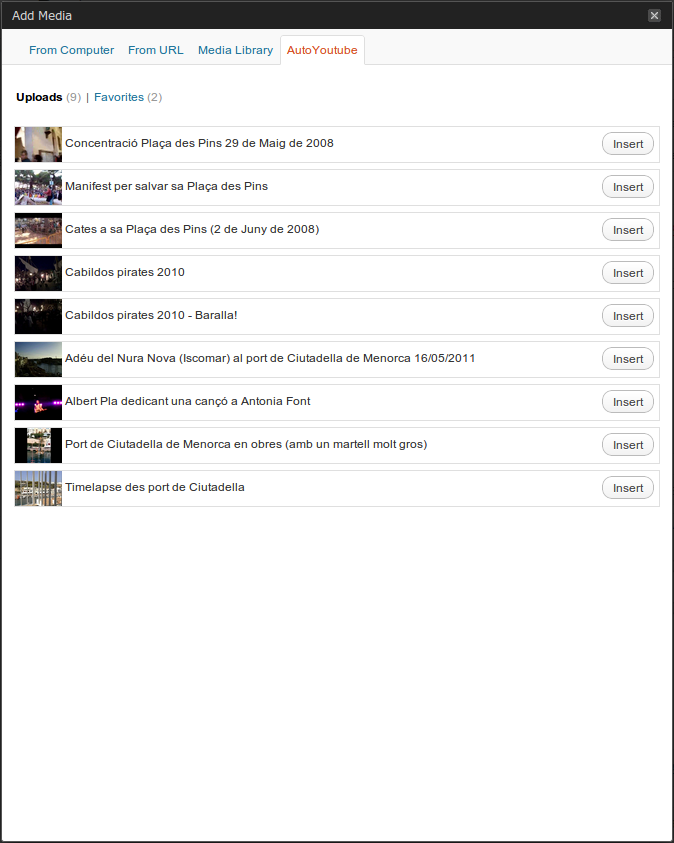 Add Media
From Computer From URL Media Library AutoYoutube
Uploads (9) | Favorites (2)
Concentració Plaça des Pins 29 de Maig de 2008 Insert
Manifest per salvar sa Plaça des Pins Insert
Cates a sa Plaça des Pins (2 de Juny de 2008) Insert
Cabildos pirates 2010 Insert
Cabildos pirates 2010 - Baralla! Insert
Adéu del Nura Nova (Iscomar) al port de Ciutadella de Menorca 16/05/2011 Insert
Albert Pla dedicant una cançó a Antonia Font Insert
Port de Ciutadella de Menorca en obres (amb un martell molt gros) Insert
Timelapse des port de Ciutadella Insert